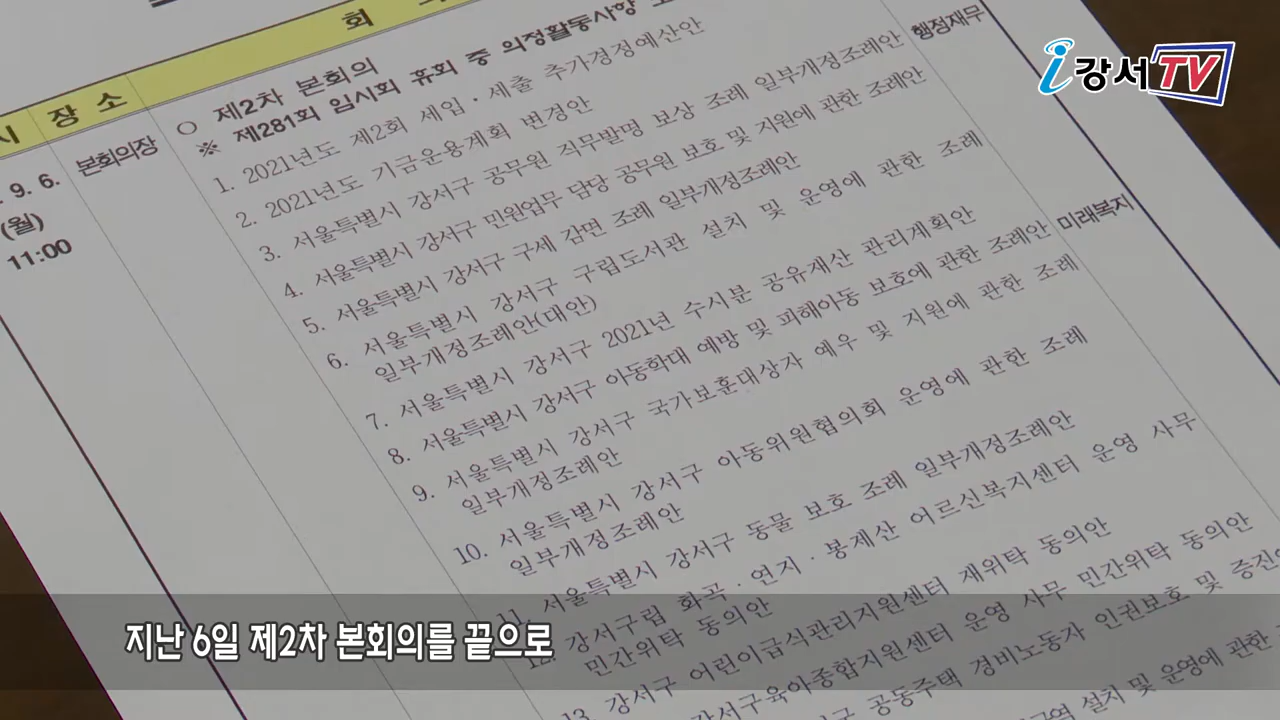 i강서TV
회
시 장 소
행정재무
9. 6.
(월)
11:00
본회의장
○ 제2차 본회의
※ 제281회 임시회 휴회 중 의정활동사항
1. 2021년도 제2회 세입·세출 추가경정예산안
2. 2021년도 기금운용계획 변경안
3. 서울특별시 강서구 공무원 직무발명 보상 조례 일부개정조례안
4. 서울특별시 강서구 민원업무 담당 공무원 보호 및 지원에 관한 조례안
5. 서울특별시 강서구 구세 감면 조례 일부개정조례안
6. 서울특별시 강서구 구립도서관 설치 및 운영에 관한 조례
일부개정조례안(대안)
7. 서울특별시 강서구 2021년 수시분 공유재산 관리계획안
미래복지
8. 서울특별시 강서구 아동학대 예방 및 피해아동 보호에 관한 조례안
9. 서울특별시 강서구 국가보훈대상자 예우 및 지원에 관한 조례
일부개정조례안
10. 서울특별시 강서구 아동위원협의회 운영에 관한 조례
일부개정조례안
11. 서울특별시 강서구 동물 보호 조례 일부개정조례안
12. 강서구립 화곡·연지·봉제산 어르신복지센터 운영 사무
민간위탁 동의안
13. 강서구 어린이급식관리지원센터 재위탁 동의안
강서구육아종합지원센터 운영 사무 민간위탁 동의안
공동주택 경비노동자 인권보호 및 증진
설치 및 운영에 관한
지난 6일 제2차 본회의를 끝으로